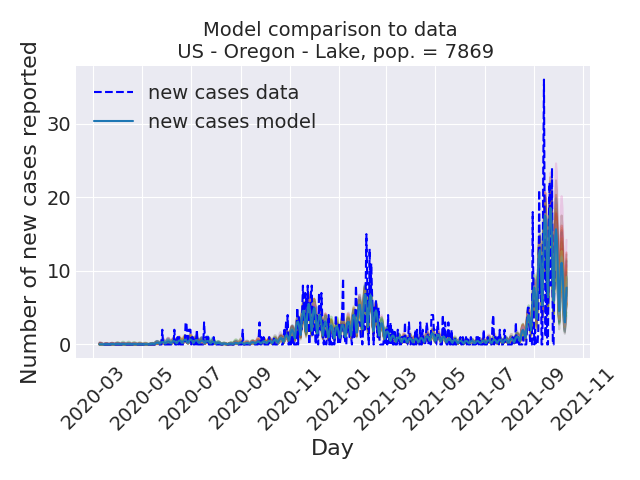 Model comparison to data
US - Oregon - Lake, pop. = 7869
new cases data
new cases model
Number of new cases reported
30
20
10
0
2020-03
2020-05
2020-07
2020-09
2020-11
2021-01
2021-03
2021-05
2021-07
2021-09
2021-11
Day